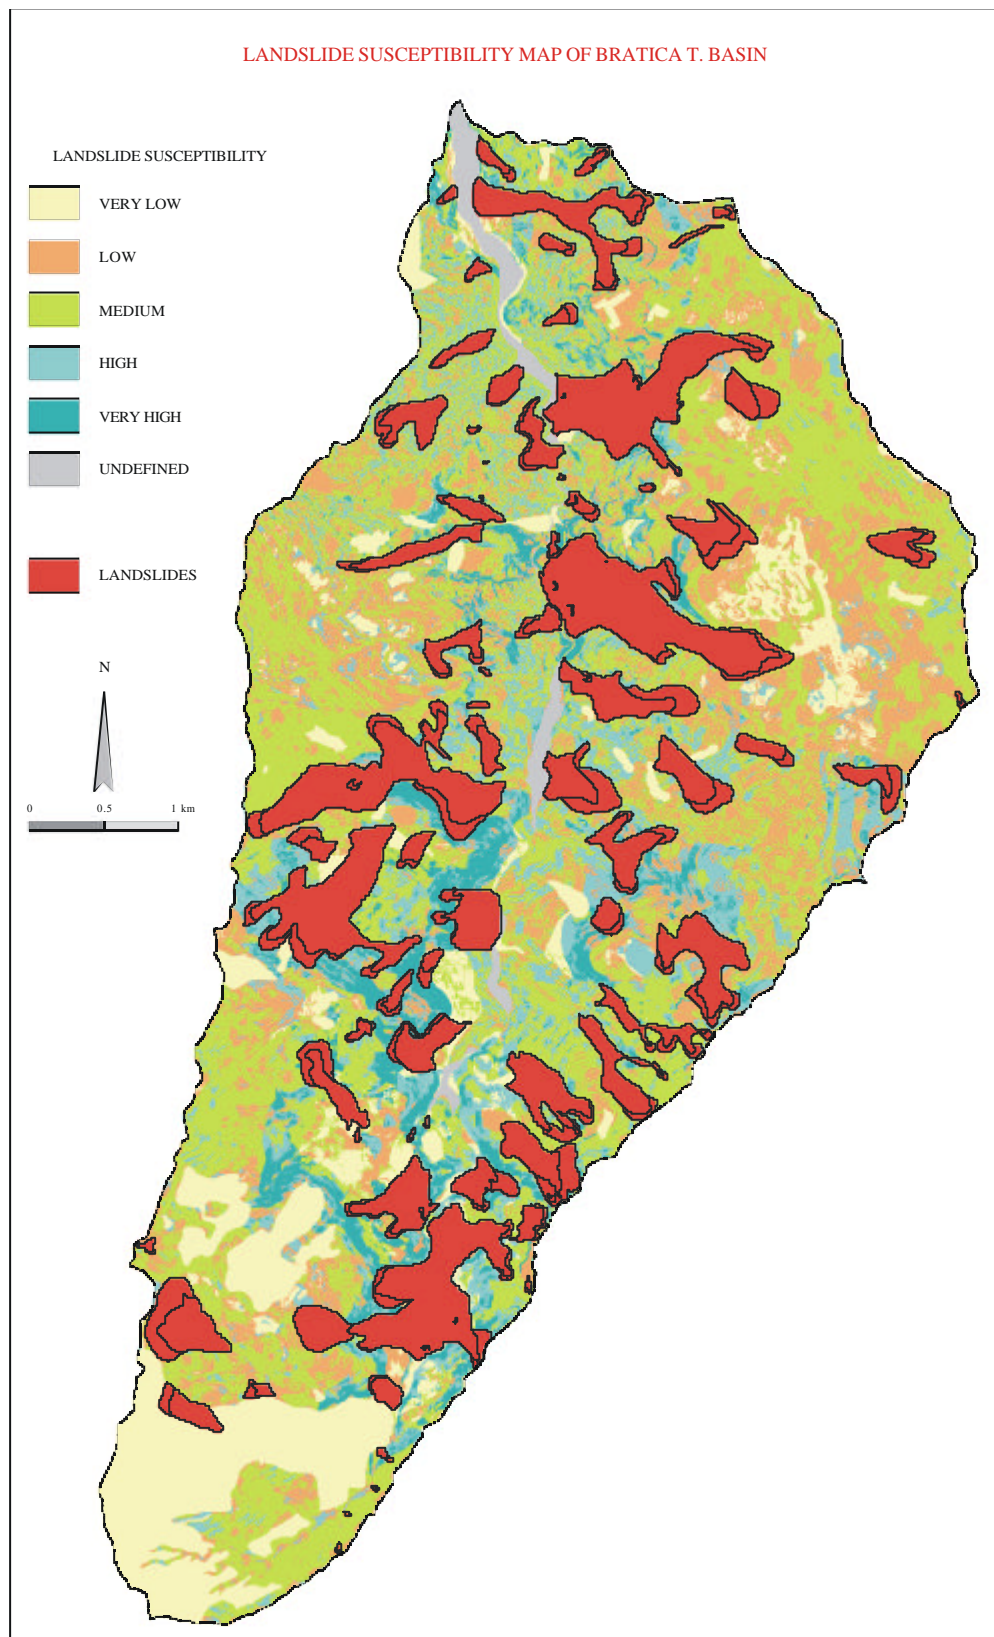 LANDSLIDE SUSCEPTIBILITY MAP OF BRATICA T. BASIN
LANDSLIDE SUSCEPTIBILITY
VERY LOW
LOW
MEDIUM
HIGH
VERY HIGH
UNDEFINED
LANDSLIDES
N
0 0.5 1 km